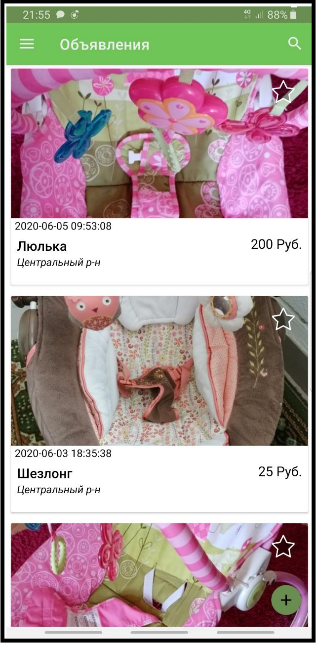 21:55 88%
Объявления
2020-06-05 09:53:08
Люлька 200 Руб.
Центральный р-н
2020-06-03 18:35:38
Шезлонг 25 Руб.
Центральный р-н